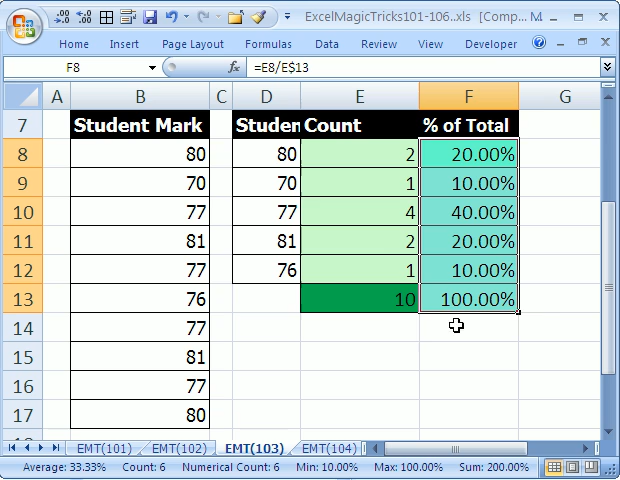 ExcelMagicTricks101-106..xls [Comp... M
Home Insert Page Layout Formulas Data Review View Developer
F8 fx =E8/E$13
A B C D E F G
7 Student Mark Studen Count % of Total
8 80 80 2 20.00%
9 70 70 1 10.00%
10 77 77 4 40.00%
11 81 81 2 20.00%
12 77 76 1 10.00%
13 76 10 100.00%
14 77
15 81
16 77
17 80
EMT(101) EMT(102) EMT(103) EMT(104)
Average: 33.33% Count: 6 Numerical Count: 6 Min: 10.00% Max: 100.00% Sum: 200.00%